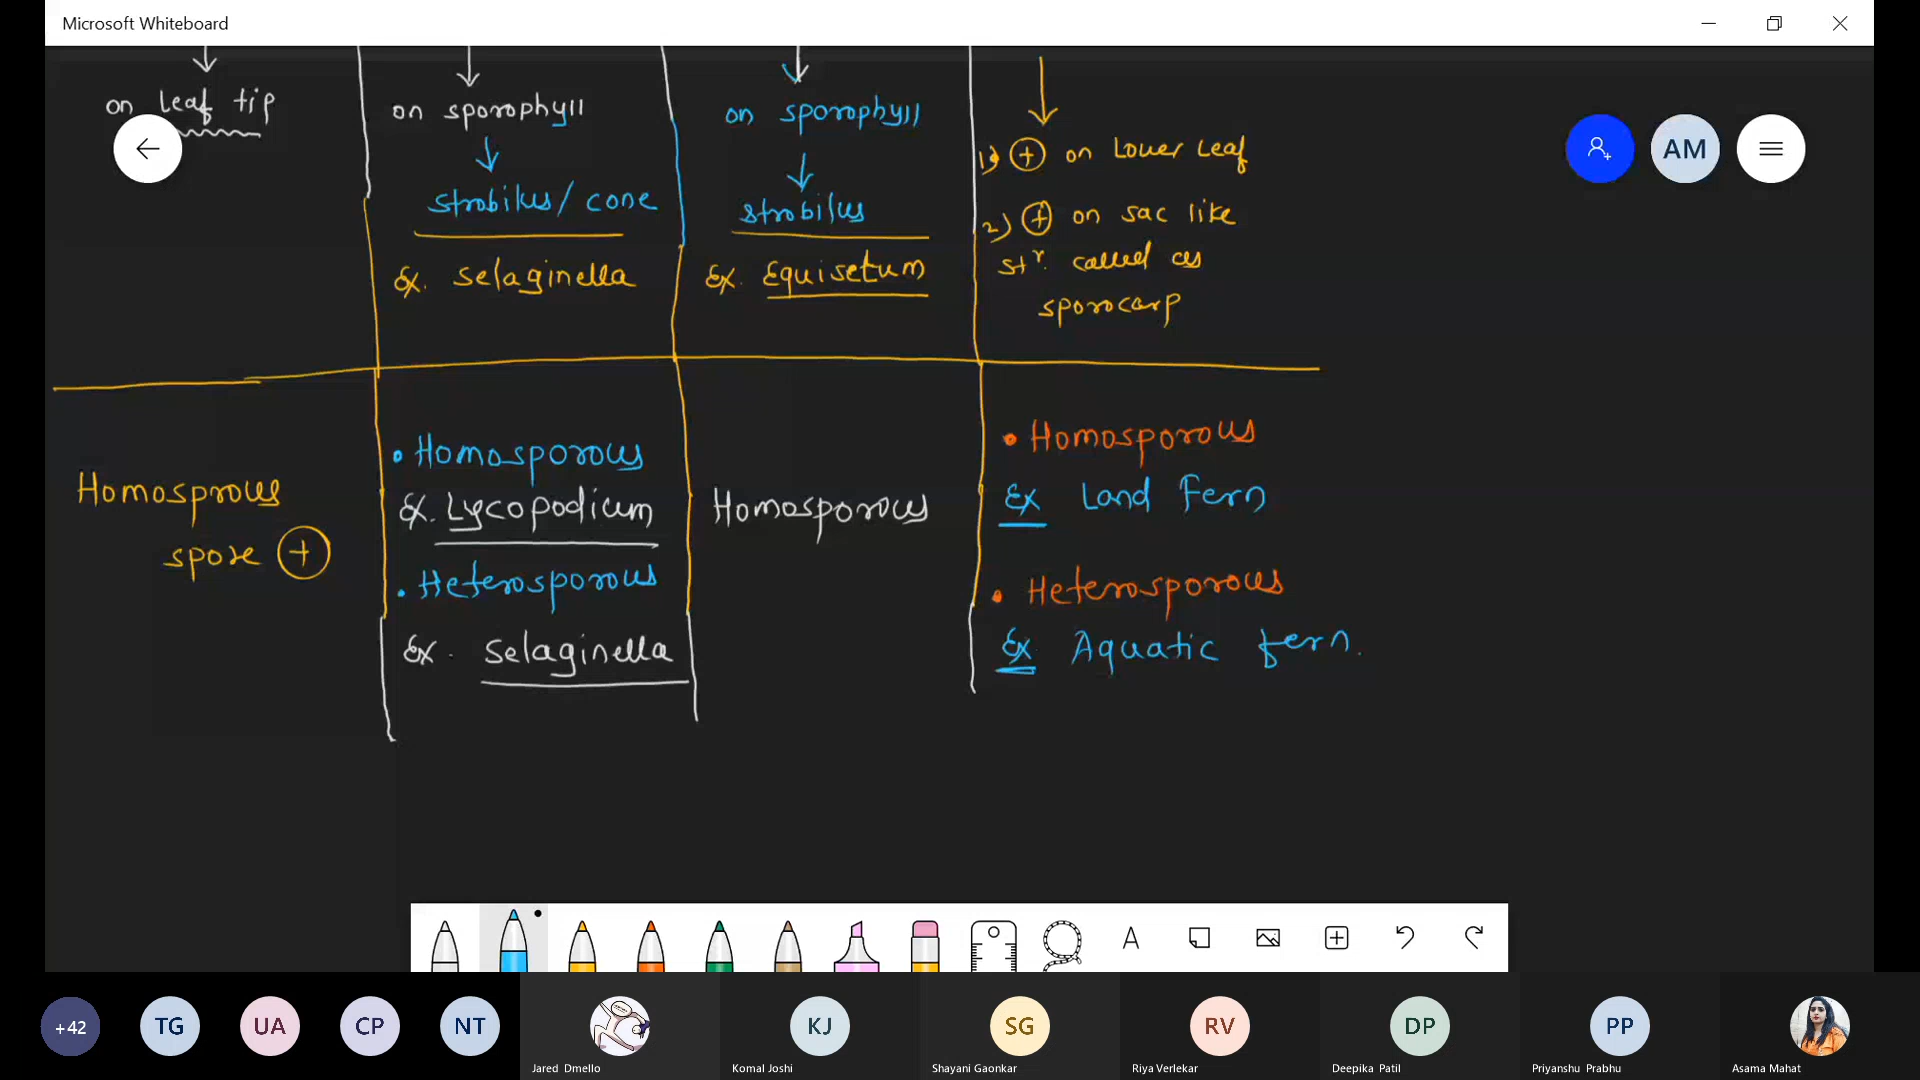 Microsoft Whiteboard
on leaf tip
on sporophyll
strobilus / cone
Ex. Selaginella
on sporophyll
strobilus
Ex. Equisetum
1) + on Lower leaf
2) + on sac like
str. called as
sporocarp
Homosprous
spore +
• Homosporous
Ex. Lycopodium
• Heterosporous
Ex. Selaginella
Homosporous
• Homosporous
Ex Land Fern
• Heterosporous
Ex Aquatic fern.
AM
A
+42
TG
UA
CP
NT
Jared Dmello
KJ
Komal Joshi
SG
Shayani Gaonkar
RV
Riya Verlekar
DP
Deepika Patil
PP
Priyanshu Prabhu
Asama Mahat